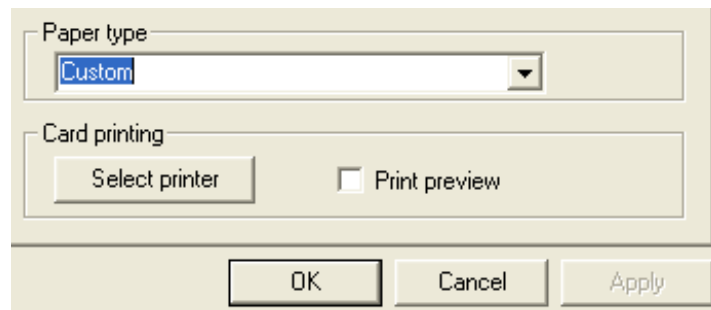 Paper type
Custom
Card printing
Select printer Print preview
OK Cancel Apply